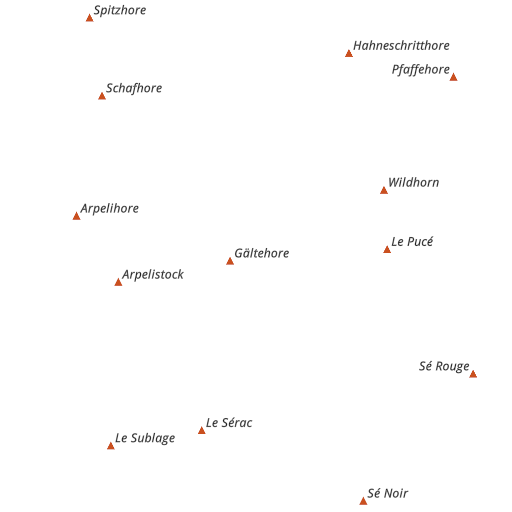 Spitzhore
Hahneschritthore
Pfaffehore
Schafhore
Wildhorn
Arpelihore
Le Pucé
Gältehore
Arpelistock
Sé Rouge
Le Sérac
Le Sublage
Sé Noir